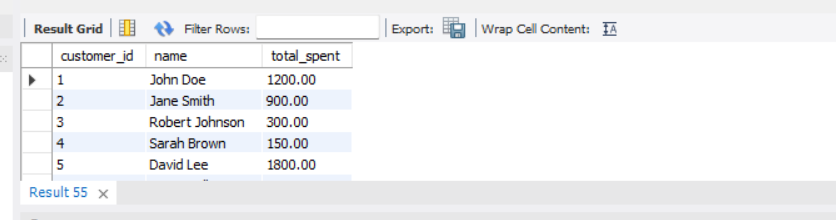 Result Grid Filter Rows: Export: Wrap Cell Content: IA
customer_id name total_spent
1 John Doe 1200.00
2 Jane Smith 900.00
3 Robert Johnson 300.00
4 Sarah Brown 150.00
5 David Lee 1800.00
Result 55